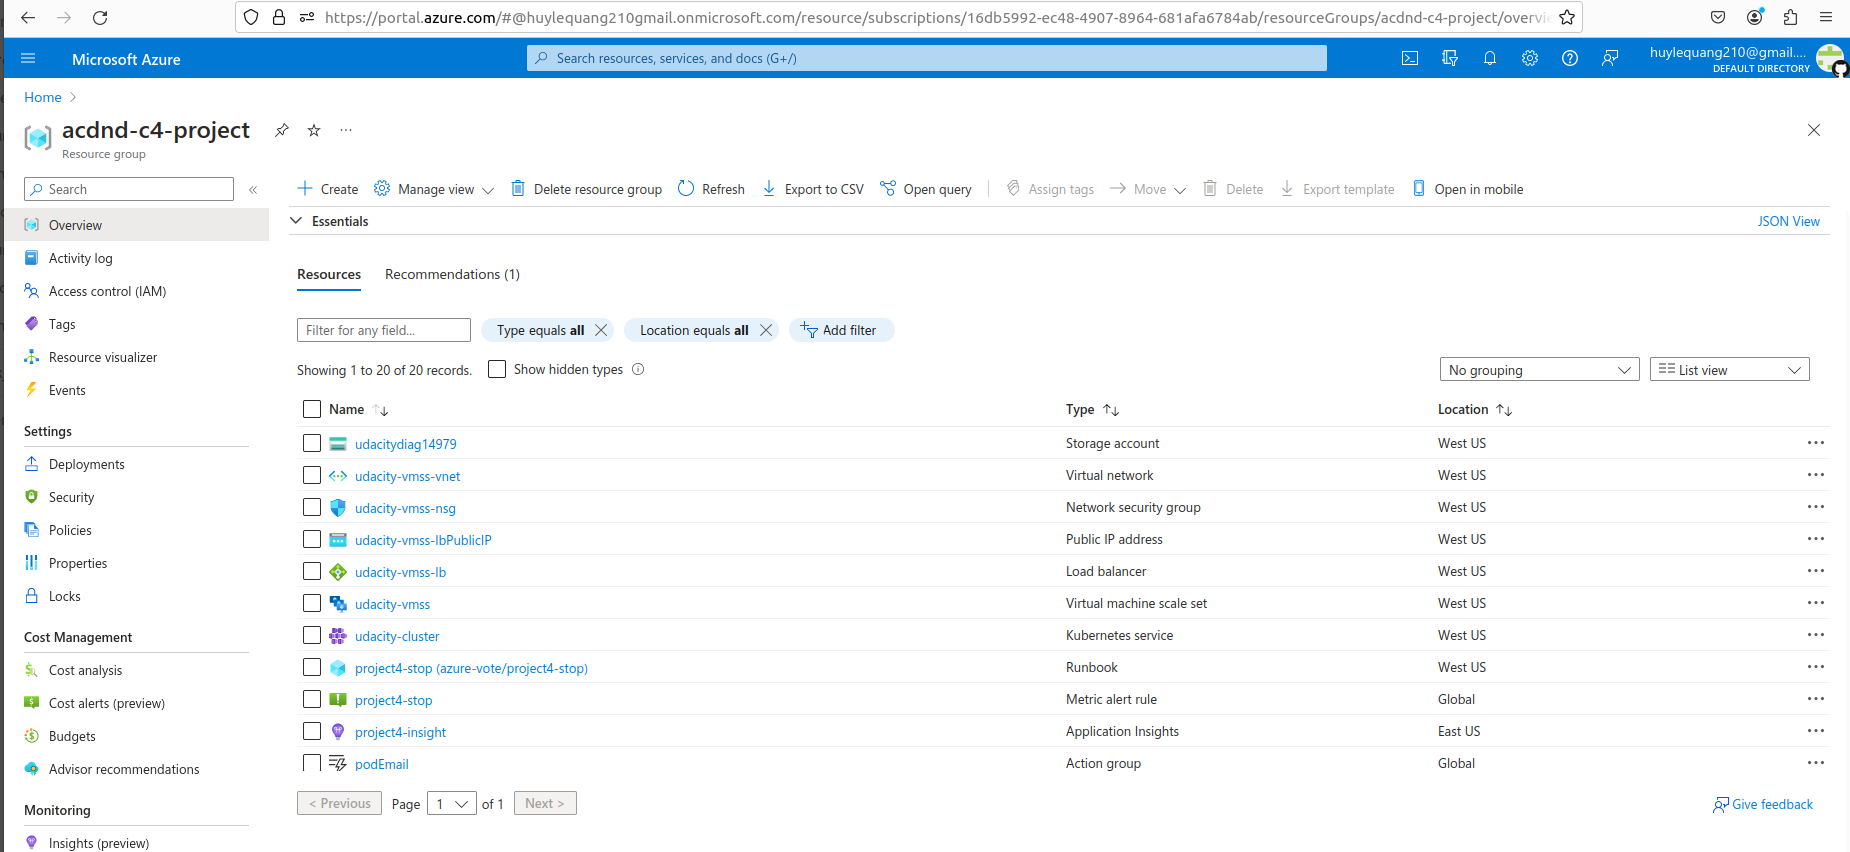 https://portal.azure.com/#@huylequang210gmail.onmicrosoft.com/resource/subscriptions/16db5992-ec48-4907-8964-681afa6784ab/resourceGroups/acdnd-c4-project/overvi
Microsoft Azure
Search resources, services, and docs (G+/)
huylequang210@gmail....
DEFAULT DIRECTORY
Home
acdnd-c4-project
Resource group
Search
Overview
Activity log
Access control (IAM)
Tags
Resource visualizer
Events
Settings
Deployments
Security
Policies
Properties
Locks
Cost Management
Cost analysis
Cost alerts (preview)
Budgets
Advisor recommendations
Monitoring
Insights (preview)
Create Manage view Delete resource group Refresh Export to CSV Open query Assign tags Move Delete Export template Open in mobile
Essentials JSON View
Resources Recommendations (1)
Filter for any field... Type equals all Location equals all Add filter
Showing 1 to 20 of 20 records. Show hidden types No grouping List view
Name Type Location
udacitydiag14979 Storage account West US
udacity-vmss-vnet Virtual network West US
udacity-vmss-nsg Network security group West US
udacity-vmss-lbPublicIP Public IP address West US
udacity-vmss-lb Load balancer West US
udacity-vmss Virtual machine scale set West US
udacity-cluster Kubernetes service West US
project4-stop (azure-vote/project4-stop) Runbook West US
project4-stop Metric alert rule Global
project4-insight Application Insights East US
podEmail Action group Global
< Previous Page 1 of 1 Next > Give feedback